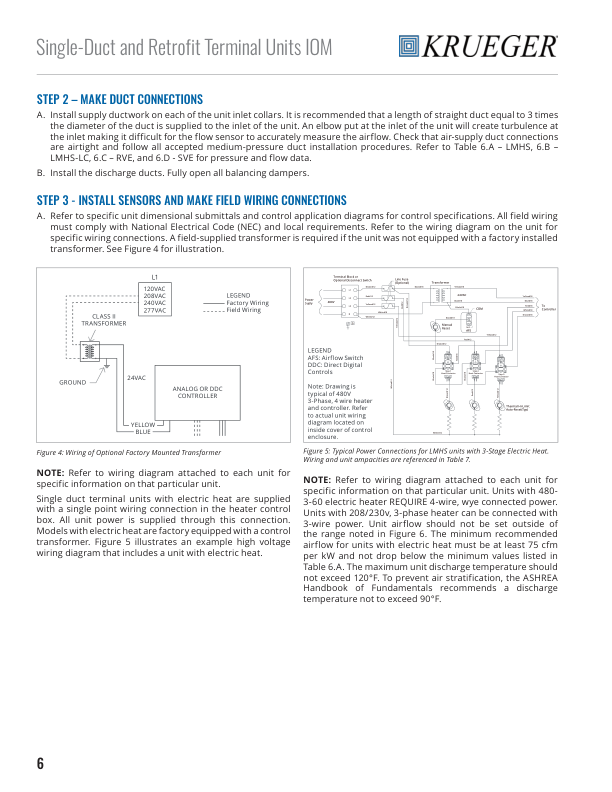 Single-Duct and Retrofit Terminal Units IOM
KRUEGER
STEP 2 – MAKE DUCT CONNECTIONS
A. Install supply ductwork on each of the unit inlet collars. It is recommended that a length of straight duct equal to 3 times
the diameter of the duct is supplied to the inlet of the unit. An elbow put at the inlet of the unit will create turbulence at
the inlet making it difficult for the flow sensor to accurately measure the airflow. Check that air-supply duct connections
are airtight and follow all accepted medium-pressure duct installation procedures. Refer to Table 6.A – LMHS, 6.B –
LMHS-LC, 6.C – RVE, and 6.D - SVE for pressure and flow data.
B. Install the discharge ducts. Fully open all balancing dampers.
STEP 3 - INSTALL SENSORS AND MAKE FIELD WIRING CONNECTIONS
A. Refer to specific unit dimensional submittals and control application diagrams for control specifications. All field wiring
must comply with National Electrical Code (NEC) and local requirements. Refer to the wiring diagram on the unit for
specific wiring connections. A field-supplied transformer is required if the unit was not equipped with a factory installed
transformer. See Figure 4 for illustration.
L1
120VAC
208VAC
240VAC
277VAC
LEGEND
Factory Wiring
Field Wiring
CLASS II
TRANSFORMER
GROUND
24VAC
ANALOG OR DDC
CONTROLLER
YELLOW
BLUE
Figure 4: Wiring of Optional Factory Mounted Transformer
NOTE: Refer to wiring diagram attached to each unit for
specific information on that particular unit.
Single duct terminal units with electric heat are supplied
with a single point wiring connection in the heater control
box. All unit power is supplied through this connection.
Models with electric heat are factory equipped with a control
transformer. Figure 5 illustrates an example high voltage
wiring diagram that includes a unit with electric heat.
Terminal Block or
Optional Disconnect Switch
Line Fuse
(Optional)
Transformer
Power
Supply
To
Controller
Manual
Reset
LEGEND
AFS: Airflow Switch
DDC: Direct Digital
Controls
Note: Drawing is
typical of 480V
3-Phase, 4 wire heater
and controller. Refer
to actual unit wiring
diagram located on
inside cover of control
enclosure.
Figure 5: Typical Power Connections for LMHS units with 3-Stage Electric Heat.
Wiring and unit ampacities are referenced in Table 7.
NOTE: Refer to wiring diagram attached to each unit for
specific information on that particular unit. Units with 480-
3-60 electric heater REQUIRE 4-wire, wye connected power.
Units with 208/230v, 3-phase heater can be connected with
3-wire power. Unit airflow should not be set outside of
the range noted in Figure 6. The minimum recommended
airflow for units with electric heat must be at least 75 cfm
per kW and not drop below the minimum values listed in
Table 6.A. The maximum unit discharge temperature should
not exceed 120°F. To prevent air stratification, the ASHREA
Handbook of Fundamentals recommends a discharge
temperature not to exceed 90°F.
6